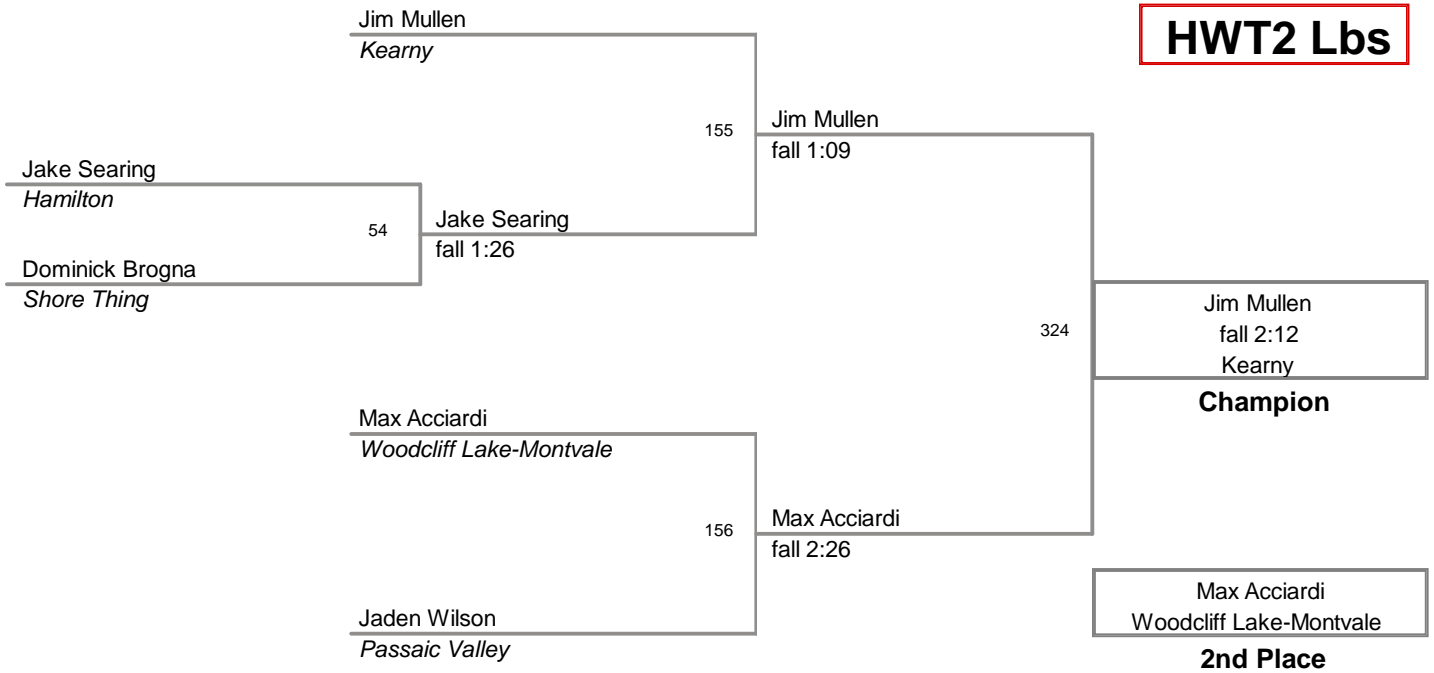 HWT2 Lbs
Jim Mullen
Kearny
155
Jim Mullen
fall 1:09
Jake Searing
Hamilton
54
Jake Searing
fall 1:26
Dominick Brogna
Shore Thing
324
Jim Mullen
fall 2:12
Kearny
Champion
Max Acciardi
Woodcliff Lake-Montvale
156
Max Acciardi
fall 2:26
Jaden Wilson
Passaic Valley
Max Acciardi
Woodcliff Lake-Montvale
2nd Place